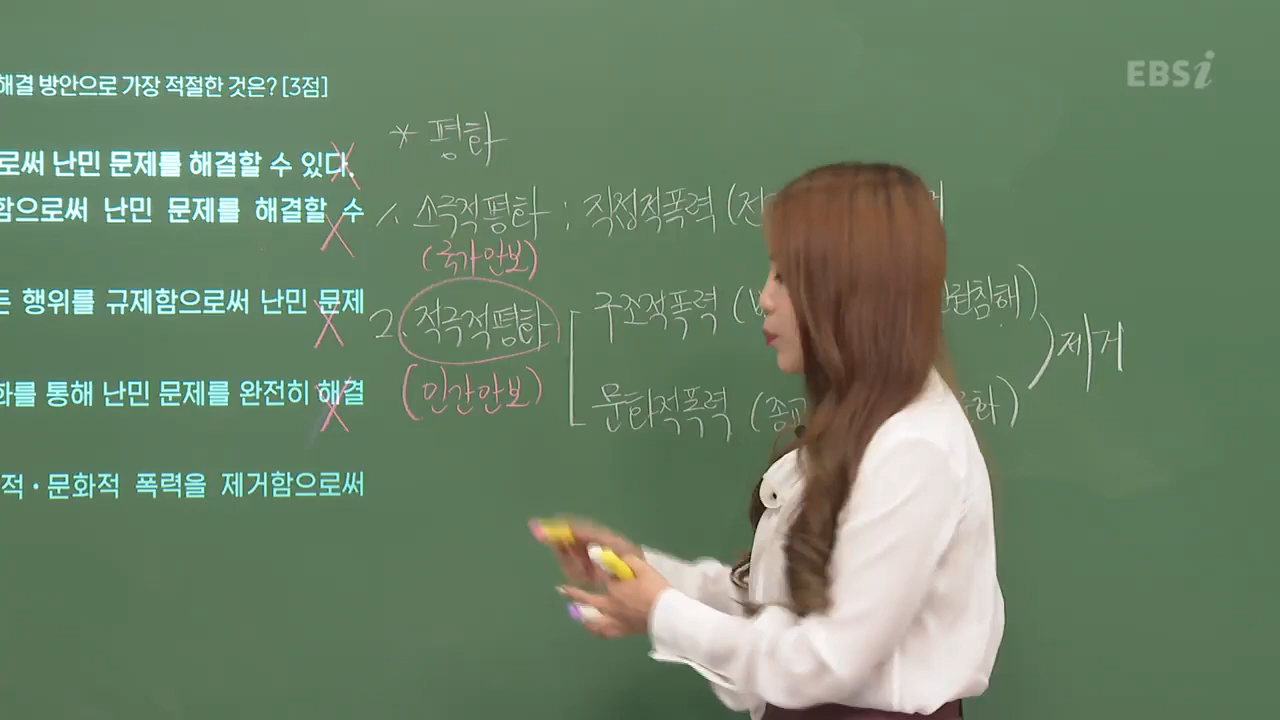 EBSi
해결 방안으로 가장 적절한 것은? [3점]
로써 난민 문제를 해결할 수 있다.
함으로써 난민 문제를 해결할 수
든 행위를 규제함으로써 난민 문제
화를 통해 난민 문제를 완전히 해결
적·문화적 폭력을 제거함으로써
* 평화
1. 소극적평화 : 직접적폭력 (전
(국가안보)
2. 적극적평화
(인간안보)
구조적폭력 ( 침해)
문화적폭력 (종교 )
제거